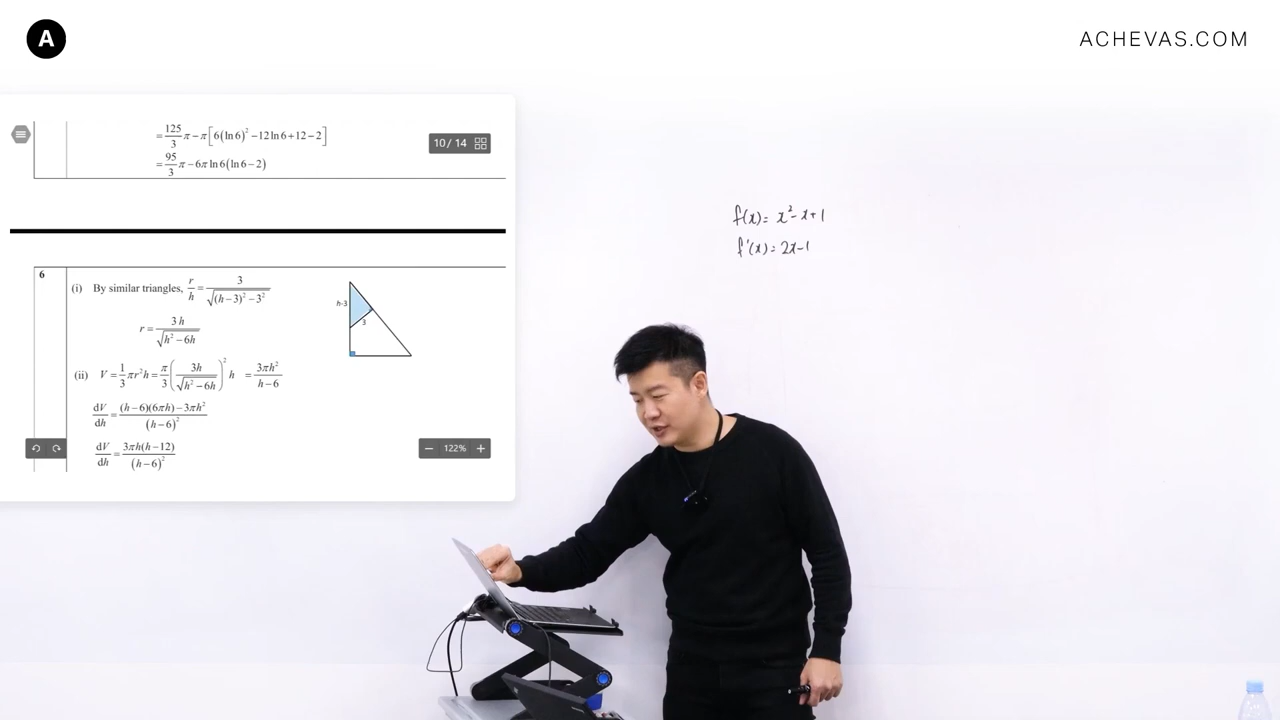 A
ACHEVAS.COM
= 125/3 π − π[6(ln 6)² − 12 ln 6 + 12 − 2]
10 / 14
= 95/3 π − 6π ln 6(ln 6 − 2)
6
(i) By similar triangles, r/h = 3/√((h−3)² − 3²)
h-3
3
r = 3h/√(h² − 6h)
(ii) V = 1/3 πr²h = π/3 (3h/√(h² − 6h))² h = 3πh²/(h−6)
dV/dh = ((h−6)(6πh) − 3πh²)/(h−6)²
dV/dh = 3πh(h−12)/(h−6)²
122%
f(x) = x² − x + 1
f'(x) = 2x − 1